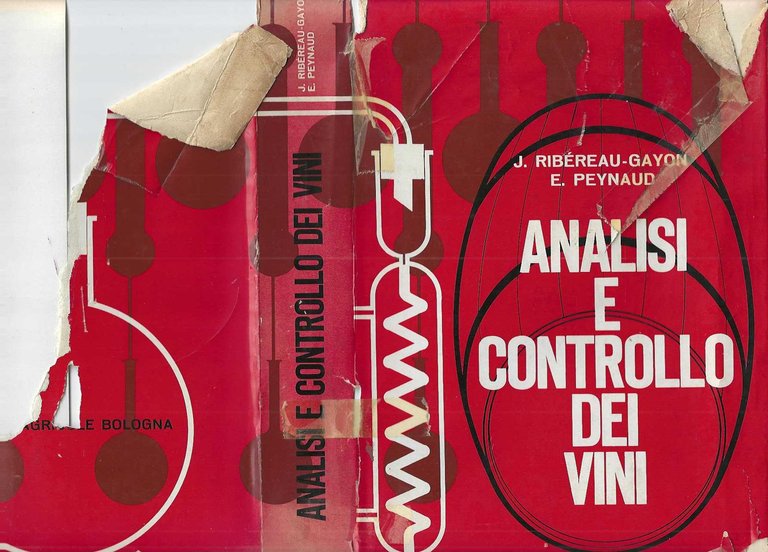 J. RIBÉREAU-GAYON
E. PEYNAUD
ANALISI
E
CONTROLLO
DEI
VINI
J. RIBÉREAU-GAYON
E. PEYNAUD
ANALISI E CONTROLLO DEI VINI
BOLOGNA